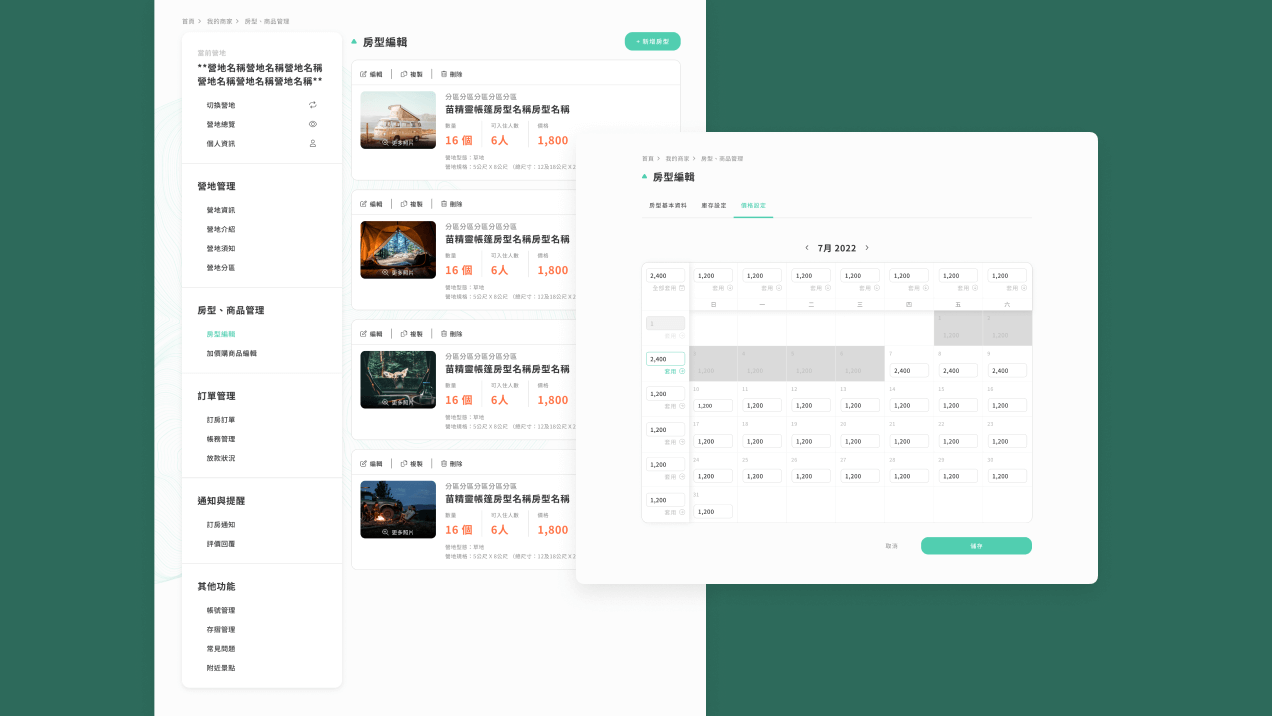 首頁 > 我的商家 > 房型、商品管理
當前營地
**營地名稱營地名稱營地名稱
營地名稱營地名稱營地名稱**
切換營地
營地總覽
個人資訊
營地管理
營地資訊
營地介紹
營地須知
營地分區
房型、商品管理
房型編輯
加價購商品編輯
訂單管理
訂房訂單
帳務管理
放款狀況
通知與提醒
訂房通知
評價回覆
其他功能
帳號管理
存摺管理
常見問題
附近景點
房型編輯
+ 新增房型
編輯 複製 刪除
分區分區分區分區分區
苗精靈帳篷房型名稱房型名稱
數量 可入住人數 價格
16 個 6人 1,800
更多照片
營地型態：草地
營地規格：5公尺 X 8公尺 （總尺寸：12及18公尺 X 2
編輯 複製 刪除
分區分區分區分區分區
苗精靈帳篷房型名稱房型名稱
數量 可入住人數 價格
16 個 6人 1,800
更多照片
營地型態：草地
營地規格：5公尺 X 8公尺 （總尺寸：12及18公尺 X 2
編輯 複製 刪除
分區分區分區分區分區
苗精靈帳篷房型名稱房型名稱
數量 可入住人數 價格
16 個 6人 1,800
更多照片
營地型態：草地
營地規格：5公尺 X 8公尺 （總尺寸：12及18公尺 X 2
編輯 複製 刪除
分區分區分區分區分區
苗精靈帳篷房型名稱房型名稱
數量 可入住人數 價格
16 個 6人 1,800
更多照片
營地型態：草地
營地規格：5公尺 X 8公尺 （總尺寸：12及18公尺 X 2
首頁 > 我的商家 > 房型、商品管理
房型編輯
房型基本資料 庫存設定 價格設定
7月 2022
2,400 1,200 1,200 1,200 1,200 1,200 1,200 1,200
全部套用 套用 套用 套用 套用 套用 套用 套用
日 一 二 三 四 五 六
1 2
1,200 1,200
套用
3 4 5 6 7 8 9
2,400 1,200 1,200 1,200 1,200 2,400 2,400 2,400
套用
10 11 12 13 14 15 16
1,200 1,200 1,200 1,200 1,200 1,200 1,200 1,200
套用
17 18 19 20 21 22 23
1,200 1,200 1,200 1,200 1,200 1,200 1,200 1,200
套用
24 25 26 27 28 29 30
1,200 1,200 1,200 1,200 1,200 1,200 1,200 1,200
套用
31
1,200 1,200
套用
取消 儲存